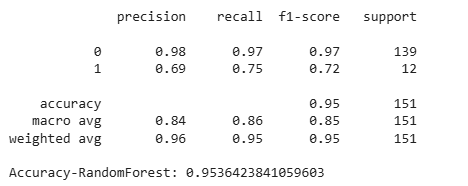 precision recall f1-score support
0 0.98 0.97 0.97 139
1 0.69 0.75 0.72 12
accuracy 0.95 151
macro avg 0.84 0.86 0.85 151
weighted avg 0.96 0.95 0.95 151
Accuracy-RandomForest: 0.9536423841059603